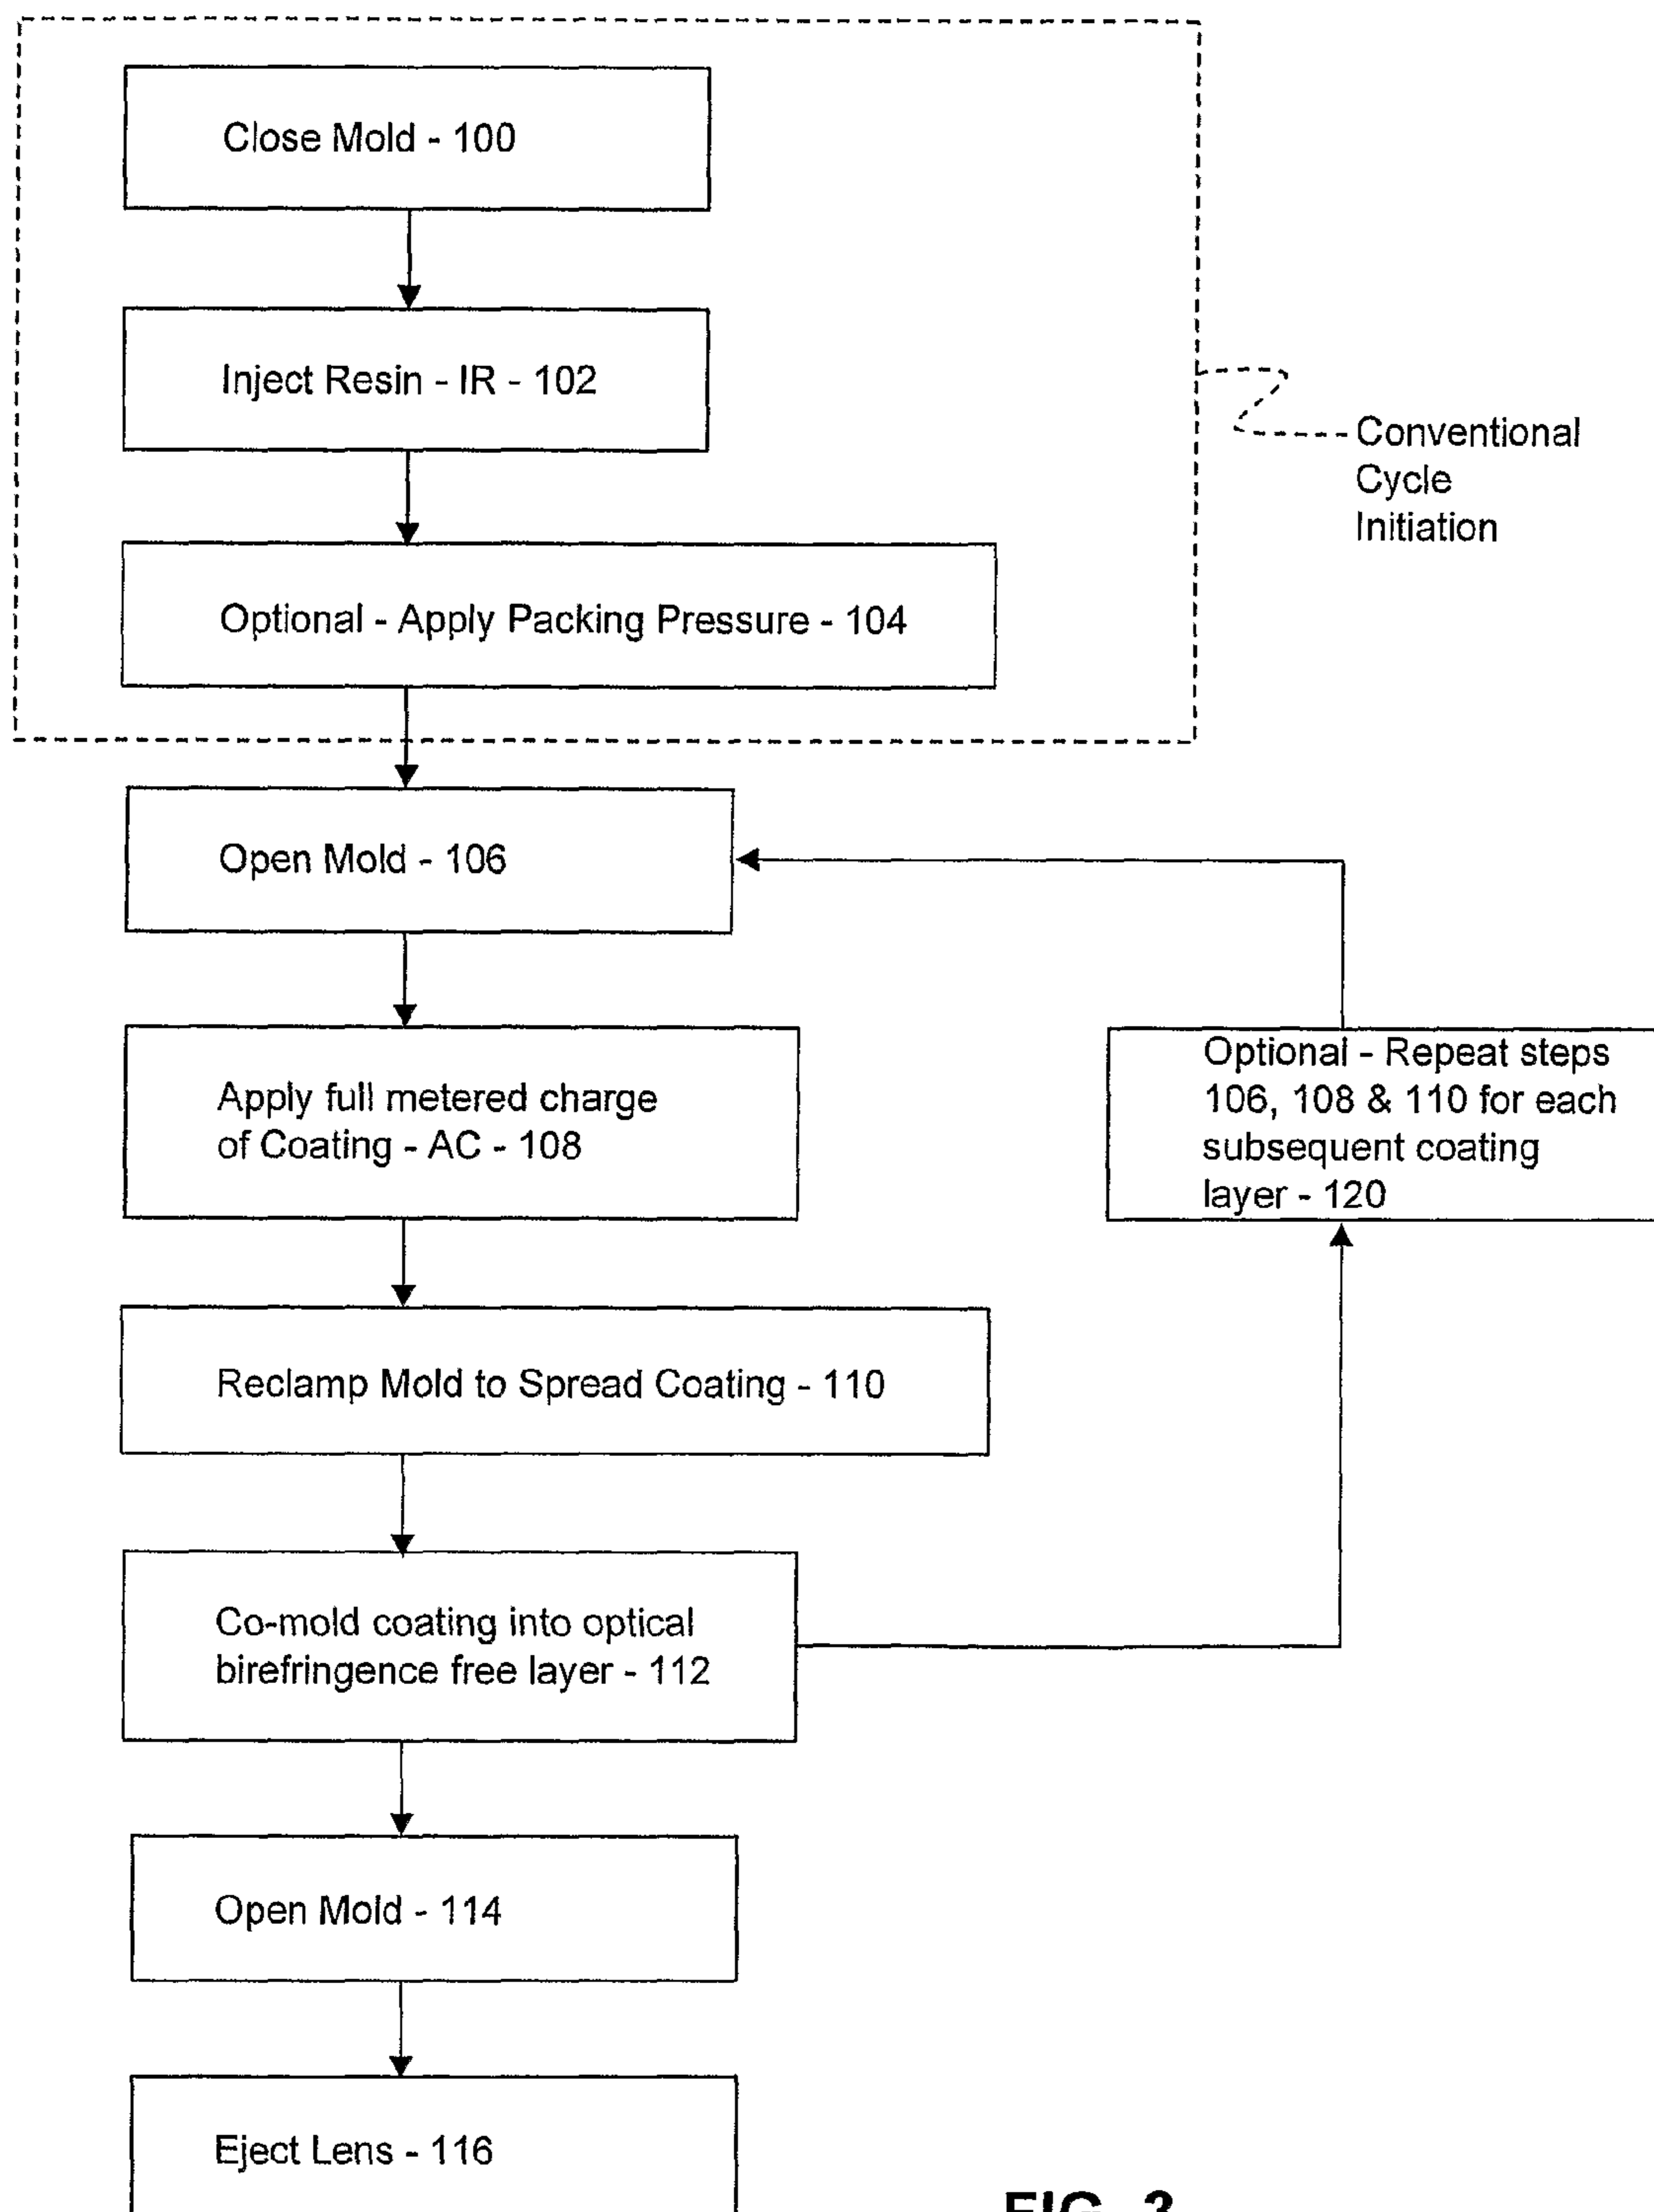 Close Mold - 100
Inject Resin - IR - 102
Conventional
Cycle
Initiation
Optional - Apply Packing Pressure - 104
Open Mold - 106
Apply full metered charge
of Coating - AC - 108
Optional - Repeat steps
106, 108 & 110 for each
subsequent coating
layer - 120
Reclamp Mold to Spread Coating - 110
Co-mold coating into optical
birefringence free layer - 112
Open Mold - 114
Eject Lens - 116